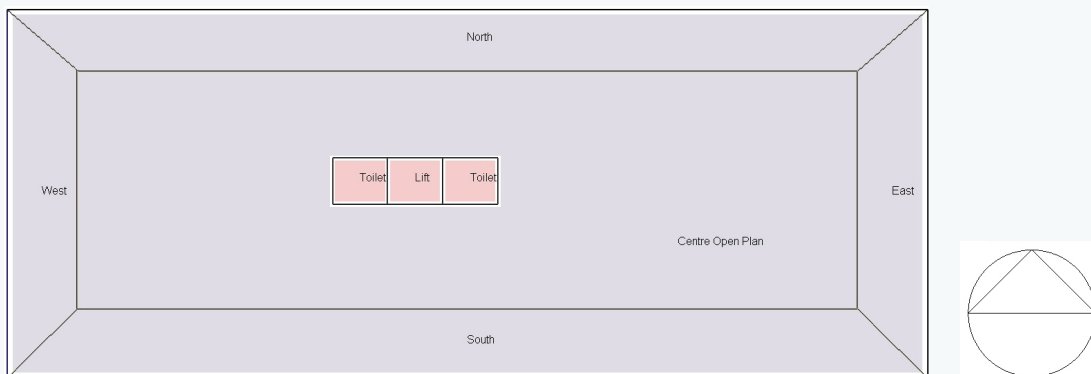 North
Toilet Lift Toilet
West
East
Centre Open Plan
South